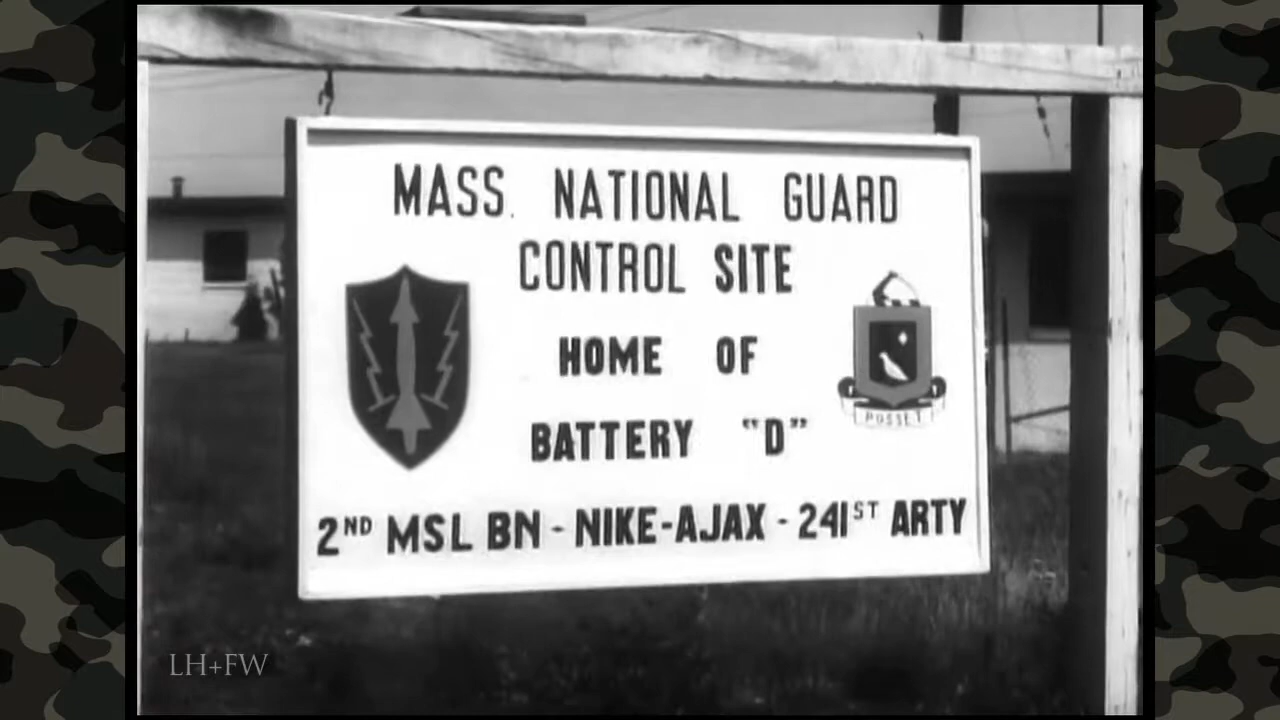 MASS. NATIONAL GUARD
CONTROL SITE
HOME OF
BATTERY "D"
POSSET
2ND MSL BN - NIKE-AJAX - 241ST ARTY
LH+FW